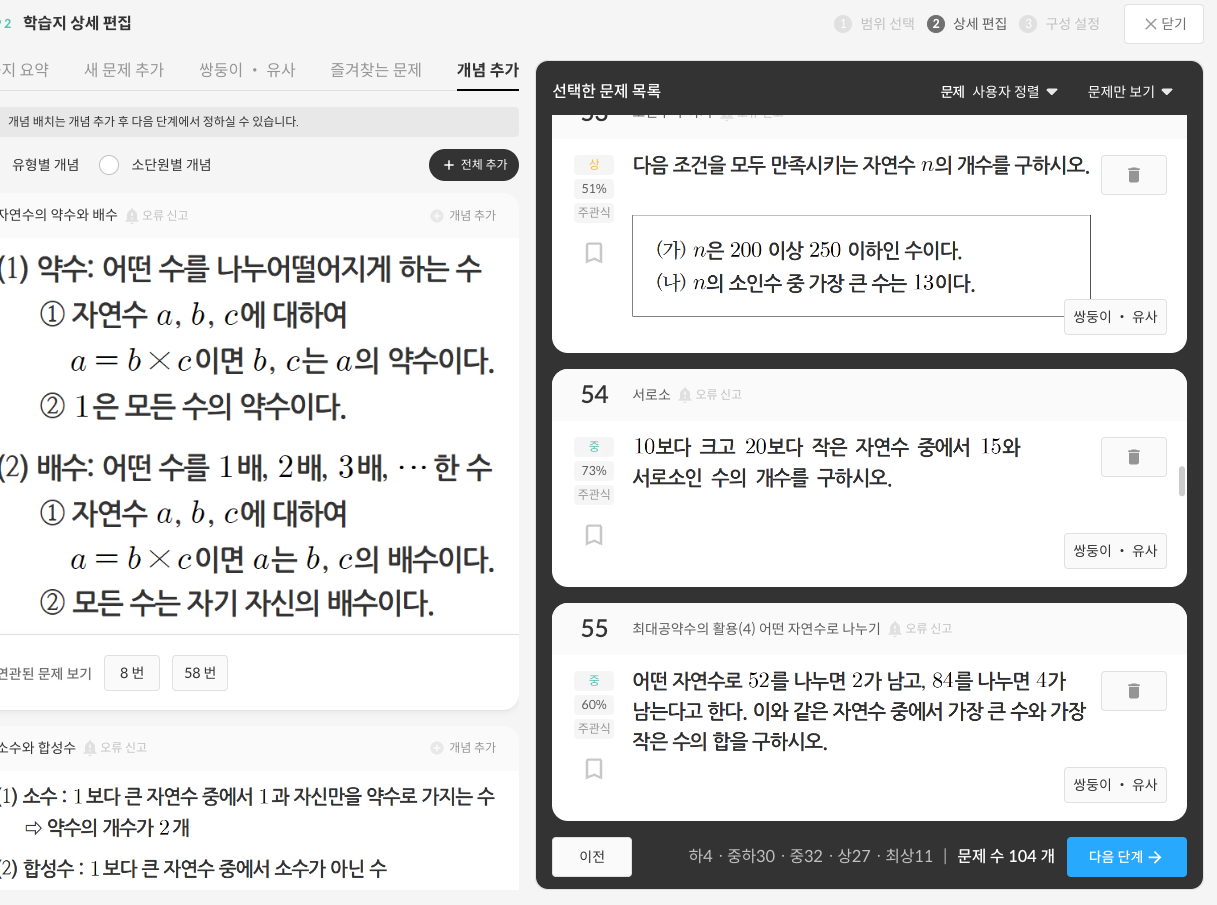 2 학습지 상세 편집
1 범위 선택 2 상세 편집 3 구성 설정 × 닫기
지 요약 새 문제 추가 쌍둥이 • 유사 즐겨찾는 문제 개념 추가
개념 배치는 개념 추가 후 다음 단계에서 정하실 수 있습니다.
유형별 개념 소단원별 개념 + 전체 추가
자연수의 약수와 배수 오류 신고 개념 추가
(1) 약수: 어떤 수를 나누어떨어지게 하는 수
① 자연수 a, b, c에 대하여
a = b × c이면 b, c는 a의 약수이다.
② 1은 모든 수의 약수이다.
(2) 배수: 어떤 수를 1배, 2배, 3배, ⋯ 한 수
① 자연수 a, b, c에 대하여
a = b × c이면 a는 b, c의 배수이다.
② 모든 수는 자기 자신의 배수이다.
연관된 문제 보기 8 번 58 번
소수와 합성수 오류 신고 개념 추가
(1) 소수 : 1보다 큰 자연수 중에서 1과 자신만을 약수로 가지는 수
⇨ 약수의 개수가 2개
(2) 합성수 : 1보다 큰 자연수 중에서 소수가 아닌 수
선택한 문제 목록 문제 사용자 정렬 문제만 보기
53
상
51%
주관식
다음 조건을 모두 만족시키는 자연수 n의 개수를 구하시오.
(가) n은 200 이상 250 이하인 수이다.
(나) n의 소인수 중 가장 큰 수는 13이다.
쌍둥이 • 유사
54 서로소 오류 신고
중
73%
주관식
10보다 크고 20보다 작은 자연수 중에서 15와
서로소인 수의 개수를 구하시오.
쌍둥이 • 유사
55 최대공약수의 활용(4) 어떤 자연수로 나누기 오류 신고
중
60%
주관식
어떤 자연수로 52를 나누면 2가 남고, 84를 나누면 4가
남는다고 한다. 이와 같은 자연수 중에서 가장 큰 수와 가장
작은 수의 합을 구하시오.
쌍둥이 • 유사
이전 하4 · 중하30 · 중32 · 상27 · 최상11 | 문제 수 104 개 다음 단계 →